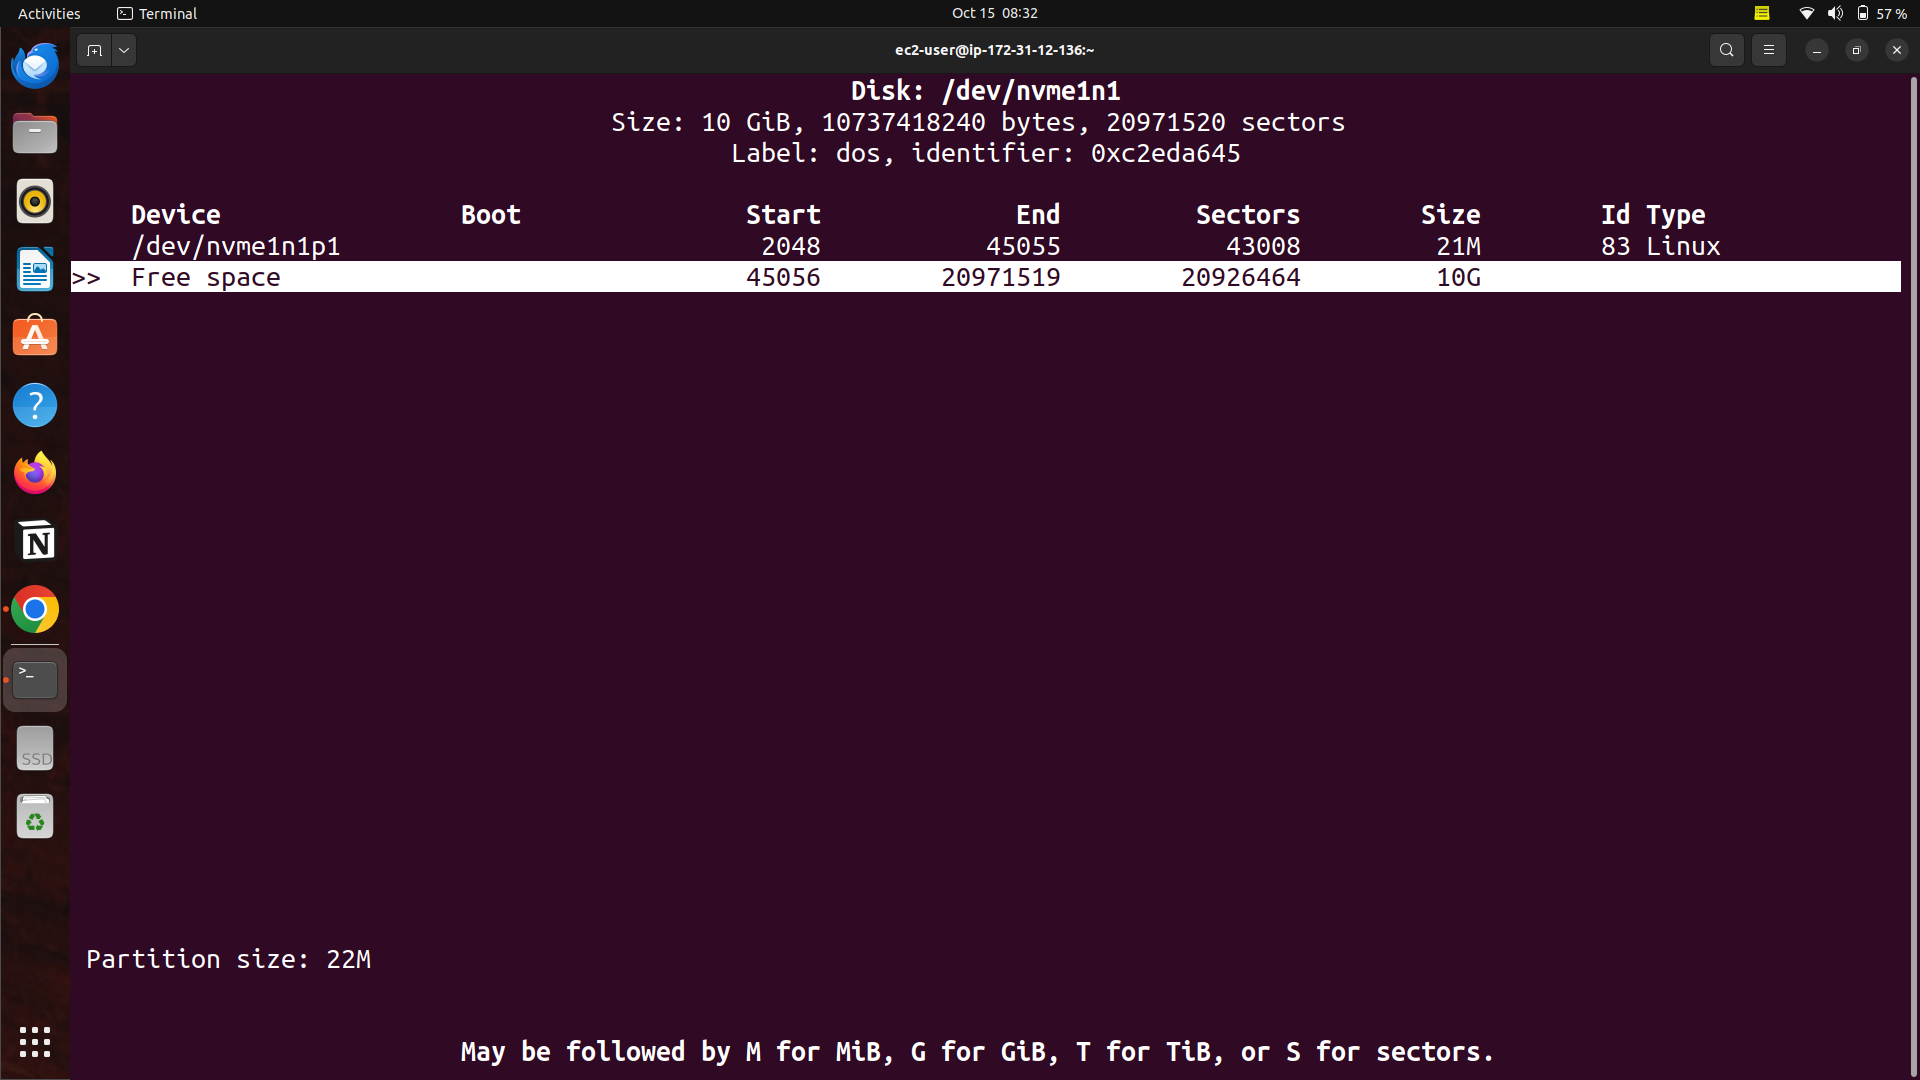 Activities Terminal Oct 15 08:32 57 %
ec2-user@ip-172-31-12-136:~
Disk: /dev/nvme1n1
Size: 10 GiB, 10737418240 bytes, 20971520 sectors
Label: dos, identifier: 0xc2eda645
Device Boot Start End Sectors Size Id Type
/dev/nvme1n1p1 2048 45055 43008 21M 83 Linux
>> Free space 45056 20971519 20926464 10G
>_
SSD
Partition size: 22M
May be followed by M for MiB, G for GiB, T for TiB, or S for sectors.